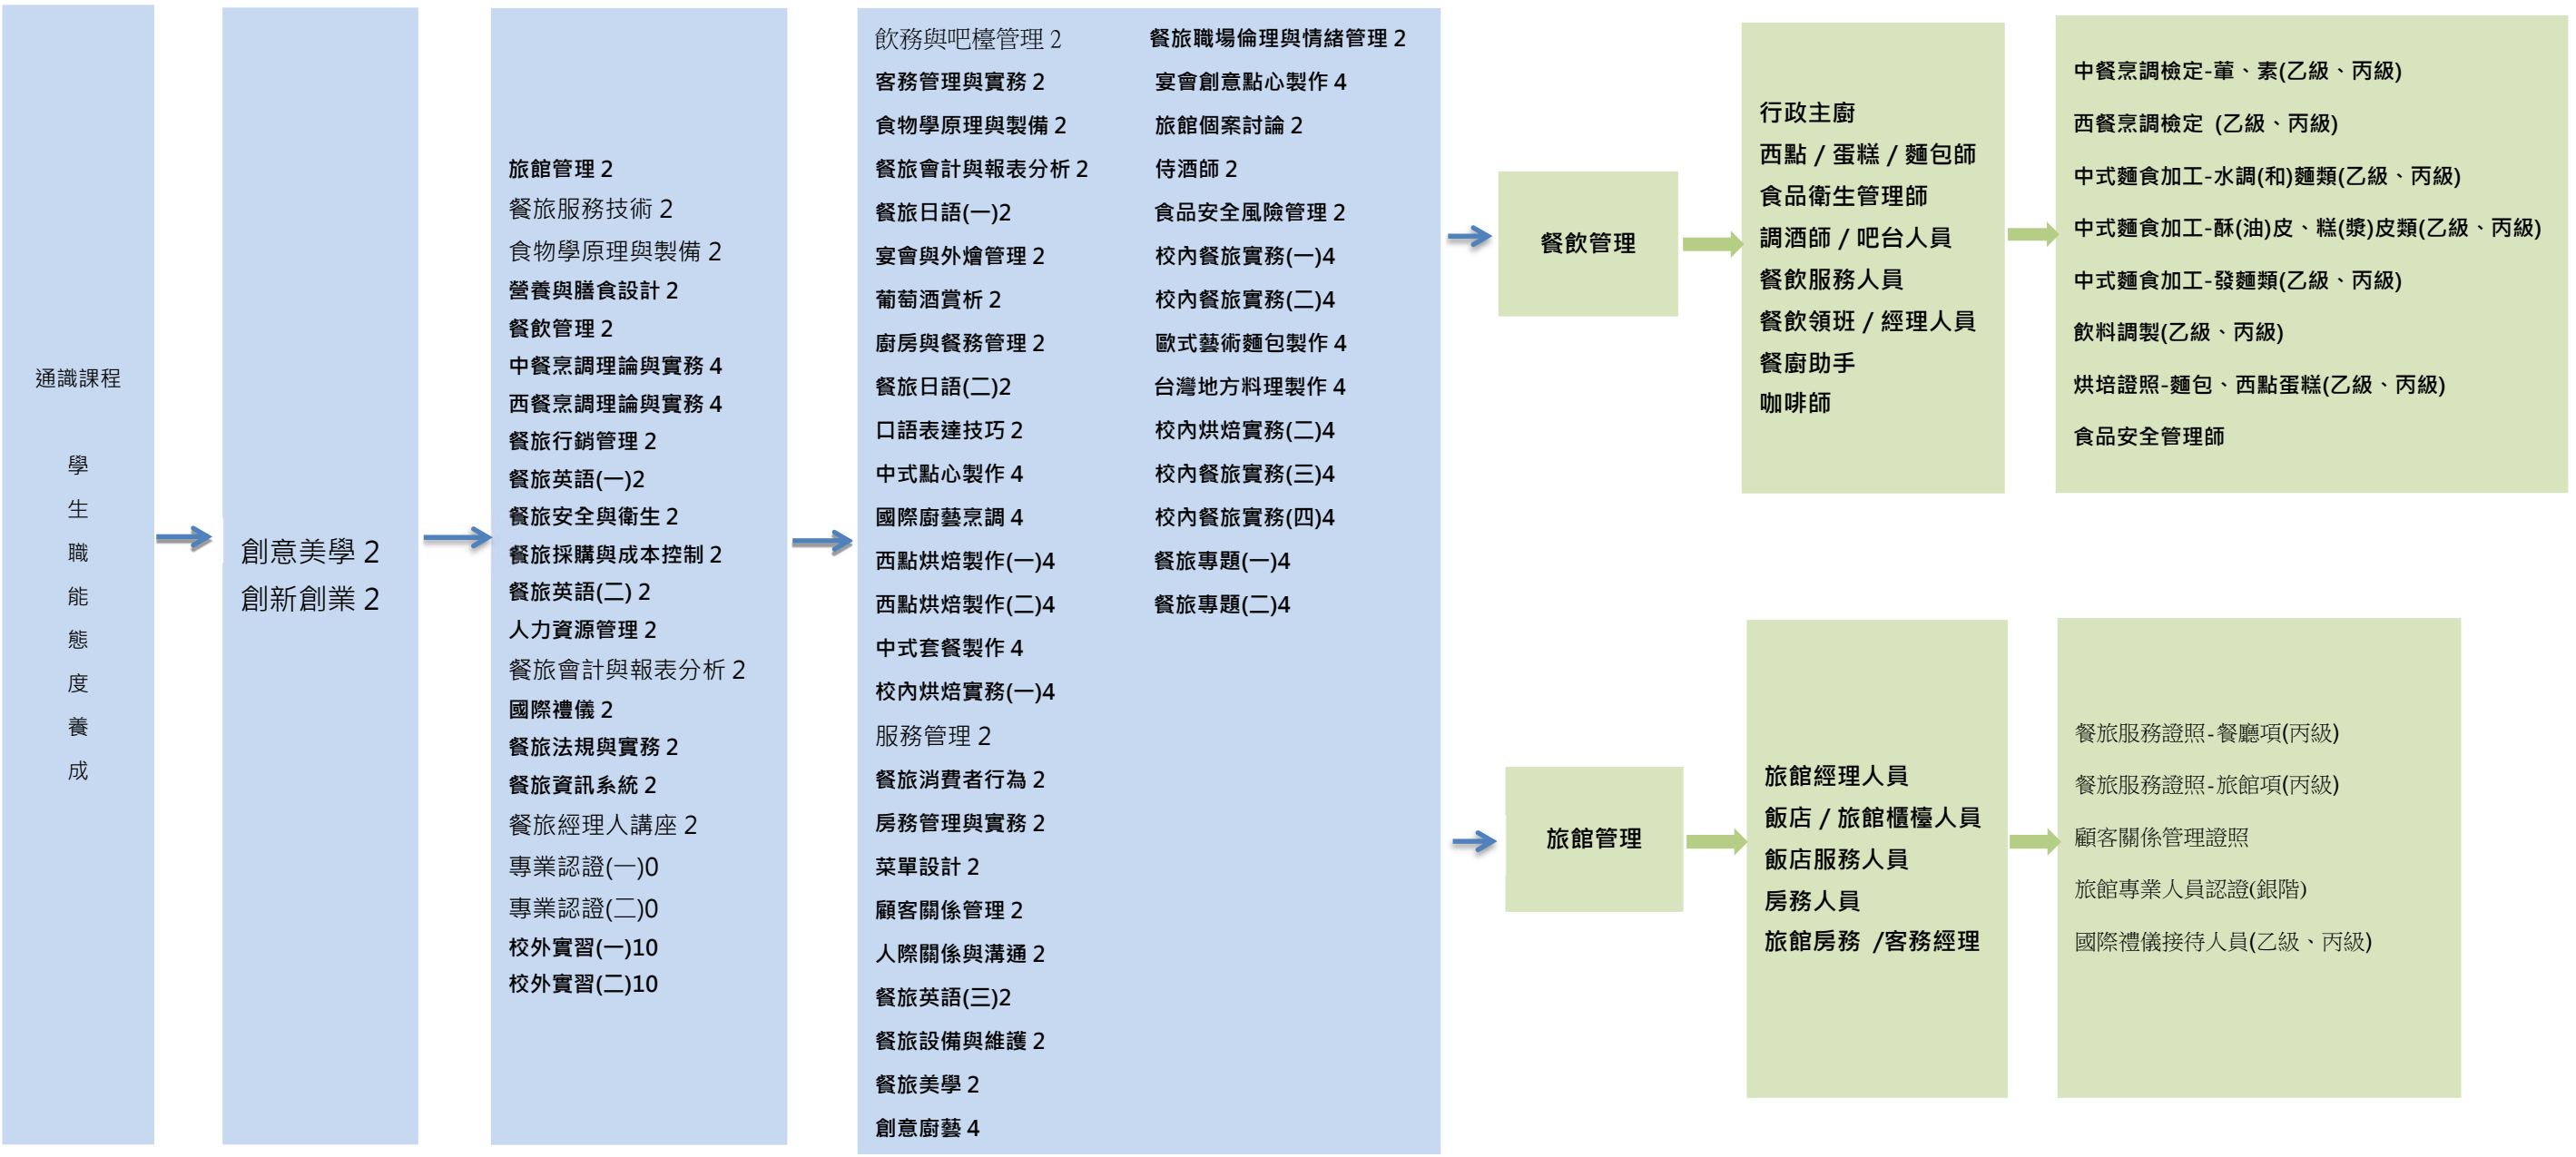 通識課程
學
生
職
能
態
度
養
成
創意美學 2
創新創業 2
旅館管理 2
餐旅服務技術 2
食物學原理與製備 2
營養與膳食設計 2
餐飲管理 2
中餐烹調理論與實務 4
西餐烹調理論與實務 4
餐旅行銷管理 2
餐旅英語(一)2
餐旅安全與衛生 2
餐旅採購與成本控制 2
餐旅英語(二) 2
人力資源管理 2
餐旅會計與報表分析 2
國際禮儀 2
餐旅法規與實務 2
餐旅資訊系統 2
餐旅經理人講座 2
專業認證(一)0
專業認證(二)0
校外實習(一)10
校外實習(二)10
飲務與吧檯管理 2
客務管理與實務 2
食物學原理與製備 2
餐旅會計與報表分析 2
餐旅日語(一)2
宴會與外燴管理 2
葡萄酒賞析 2
廚房與餐務管理 2
餐旅日語(二)2
口語表達技巧 2
中式點心製作 4
國際廚藝烹調 4
西點烘焙製作(一)4
西點烘焙製作(二)4
中式套餐製作 4
校內烘焙實務(一)4
服務管理 2
餐旅消費者行為 2
房務管理與實務 2
菜單設計 2
顧客關係管理 2
人際關係與溝通 2
餐旅英語(三)2
餐旅設備與維護 2
餐旅美學 2
創意廚藝 4
餐旅職場倫理與情緒管理 2
宴會創意點心製作 4
旅館個案討論 2
侍酒師 2
食品安全風險管理 2
校內餐旅實務(一)4
校內餐旅實務(二)4
歐式藝術麵包製作 4
台灣地方料理製作 4
校內烘焙實務(二)4
校內餐旅實務(三)4
校內餐旅實務(四)4
餐旅專題(一)4
餐旅專題(二)4
餐飲管理
行政主廚
西點 / 蛋糕 / 麵包師
食品衛生管理師
調酒師 / 吧台人員
餐飲服務人員
餐飲領班 / 經理人員
餐廚助手
咖啡師
中餐烹調檢定-葷、素(乙級、丙級)
西餐烹調檢定 (乙級、丙級)
中式麵食加工-水調(和)麵類(乙級、丙級)
中式麵食加工-酥(油)皮、糕(漿)皮類(乙級、丙級)
中式麵食加工-發麵類(乙級、丙級)
飲料調製(乙級、丙級)
烘培證照-麵包、西點蛋糕(乙級、丙級)
食品安全管理師
旅館管理
旅館經理人員
飯店 / 旅館櫃檯人員
飯店服務人員
房務人員
旅館房務 /客務經理
餐旅服務證照-餐廳項(丙級)
餐旅服務證照-旅館項(丙級)
顧客關係管理證照
旅館專業人員認證(銀階)
國際禮儀接待人員(乙級、丙級)